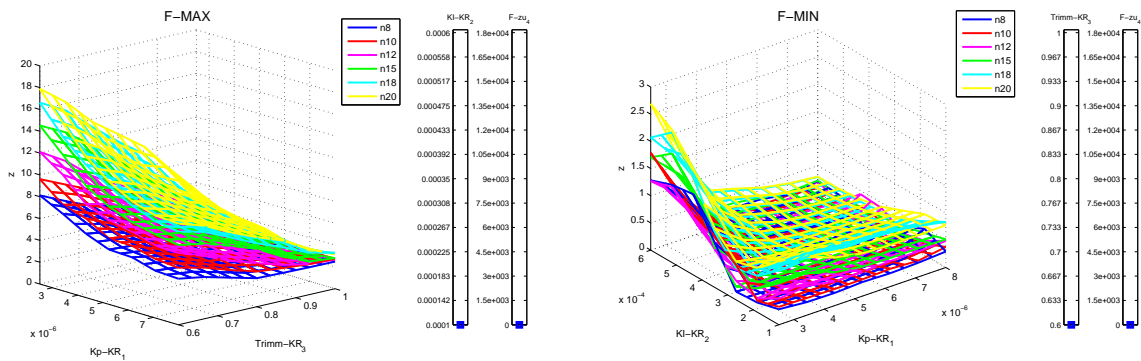 F-MAX
n8
n10
n12
n15
n18
n20
z
20
18
16
14
12
10
8
6
4
2
0
3
4
5
6
7
x 10⁻⁶
Kp-KR₁
0.6
0.7
0.8
0.9
1
Trimm-KR₃
KI-KR₂
0.0006
0.000558
0.000517
0.000475
0.000433
0.000392
0.00035
0.000308
0.000267
0.000225
0.000183
0.000142
0.0001
F-zu₄
1.8e+004
1.65e+004
1.5e+004
1.35e+004
1.2e+004
1.05e+004
9e+003
7.5e+003
6e+003
4.5e+003
3e+003
1.5e+003
0
F-MIN
n8
n10
n12
n15
n18
n20
z
3
2.5
2
1.5
1
0.5
0
6
5
4
3
2
1
x 10⁻⁴
KI-KR₂
3
4
5
6
7
8
x 10⁻⁶
Kp-KR₁
Trimm-KR₃
1
0.967
0.933
0.9
0.867
0.833
0.8
0.767
0.733
0.7
0.667
0.633
0.6
F-zu₄
1.8e+004
1.65e+004
1.5e+004
1.35e+004
1.2e+004
1.05e+004
9e+003
7.5e+003
6e+003
4.5e+003
3e+003
1.5e+003
0